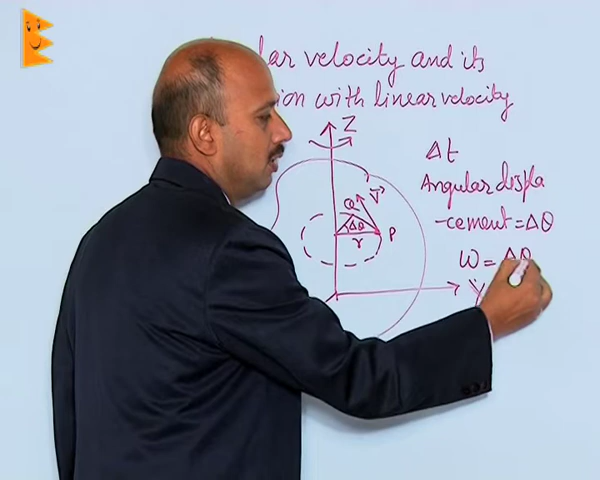 lar velocity and its
ion with linear velocity
Z
Δt
Angular displa
-cement = Δθ
Q
V
Δθ
P
r
ω = Δθ
Y